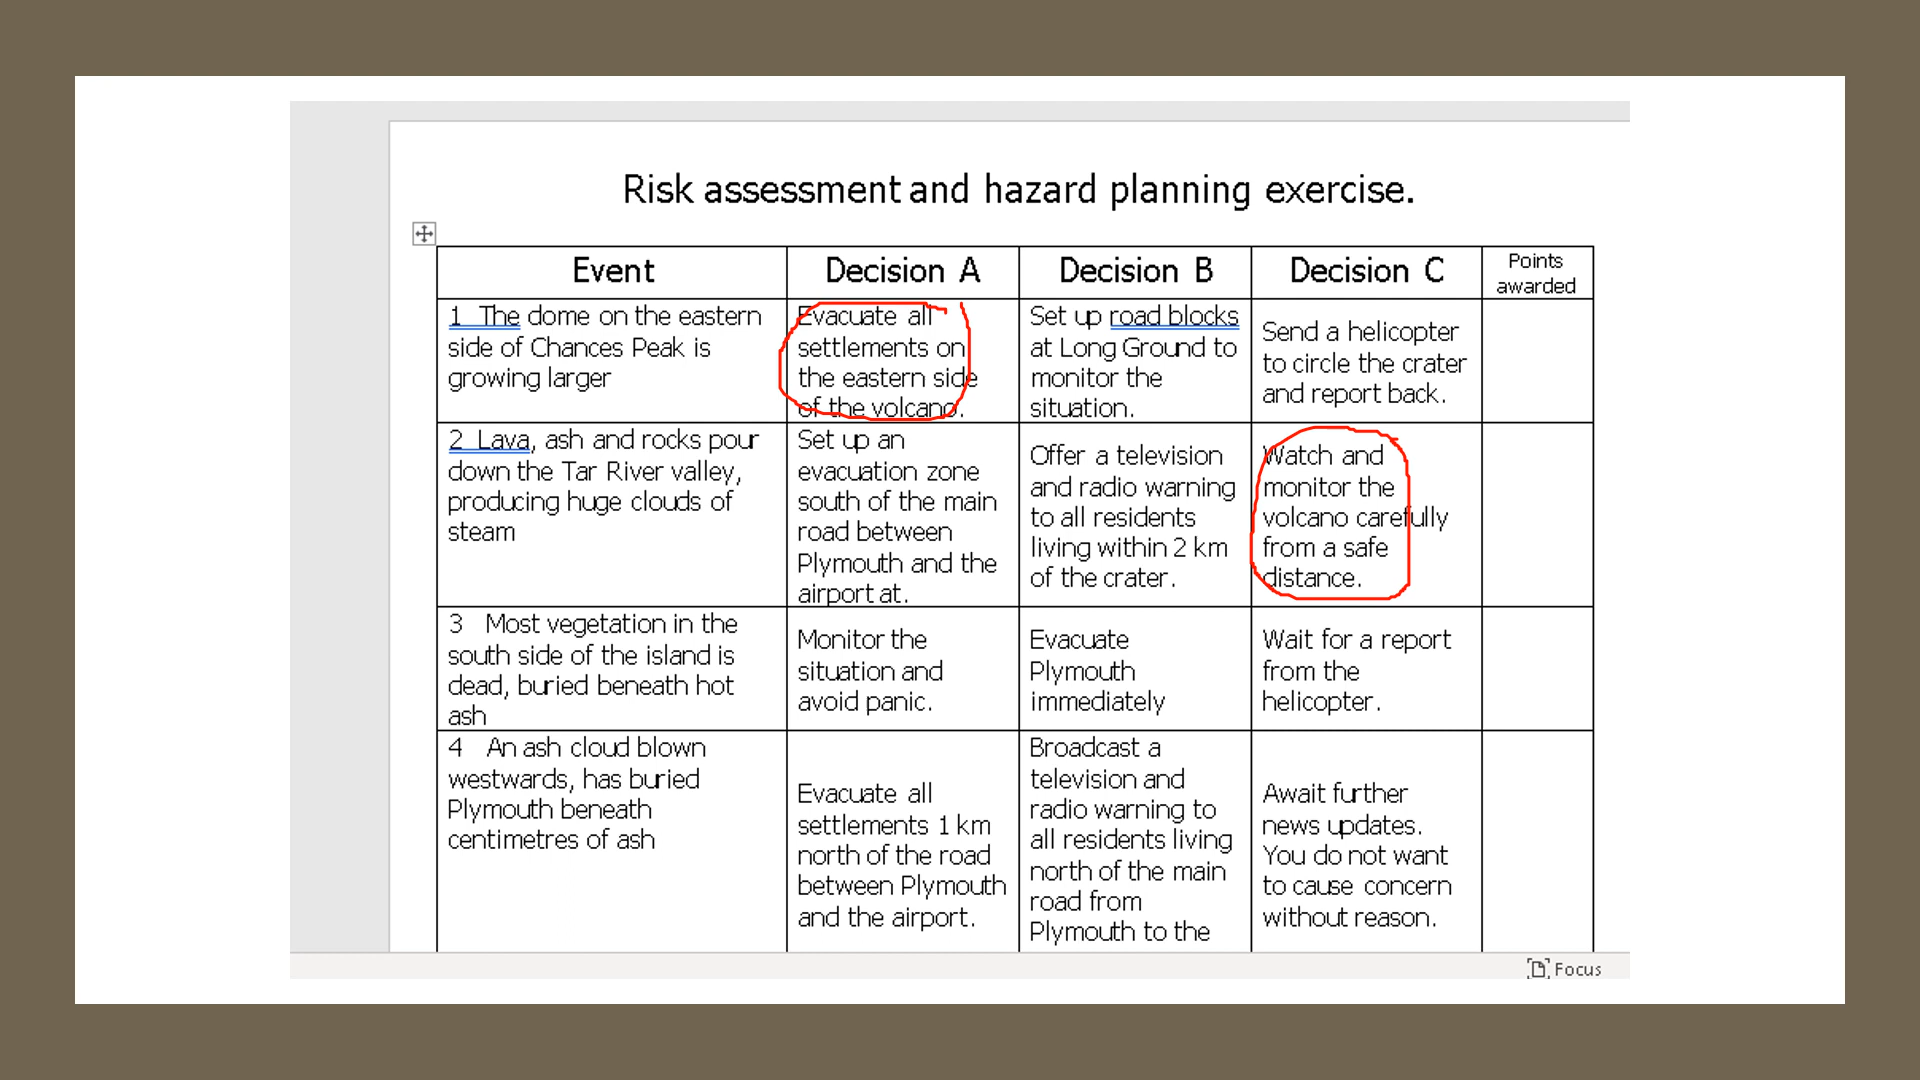 Risk assessment and hazard planning exercise.
Event
Decision A
Decision B
Decision C
Points
awarded
1 The dome on the eastern
side of Chances Peak is
growing larger
Evacuate all
settlements on
the eastern side
of the volcano.
Set up road blocks
at Long Ground to
monitor the
situation.
Send a helicopter
to circle the crater
and report back.
2 Lava, ash and rocks pour
down the Tar River valley,
producing huge clouds of
steam
Set up an
evacuation zone
south of the main
road between
Plymouth and the
airport at.
Offer a television
and radio warning
to all residents
living within 2 km
of the crater.
Watch and
monitor the
volcano carefully
from a safe
distance.
3 Most vegetation in the
south side of the island is
dead, buried beneath hot
ash
Monitor the
situation and
avoid panic.
Evacuate
Plymouth
immediately
Wait for a report
from the
helicopter.
4 An ash cloud blown
westwards, has buried
Plymouth beneath
centimetres of ash
Evacuate all
settlements 1 km
north of the road
between Plymouth
and the airport.
Broadcast a
television and
radio warning to
all residents living
north of the main
road from
Plymouth to the
Await further
news updates.
You do not want
to cause concern
without reason.
Focus